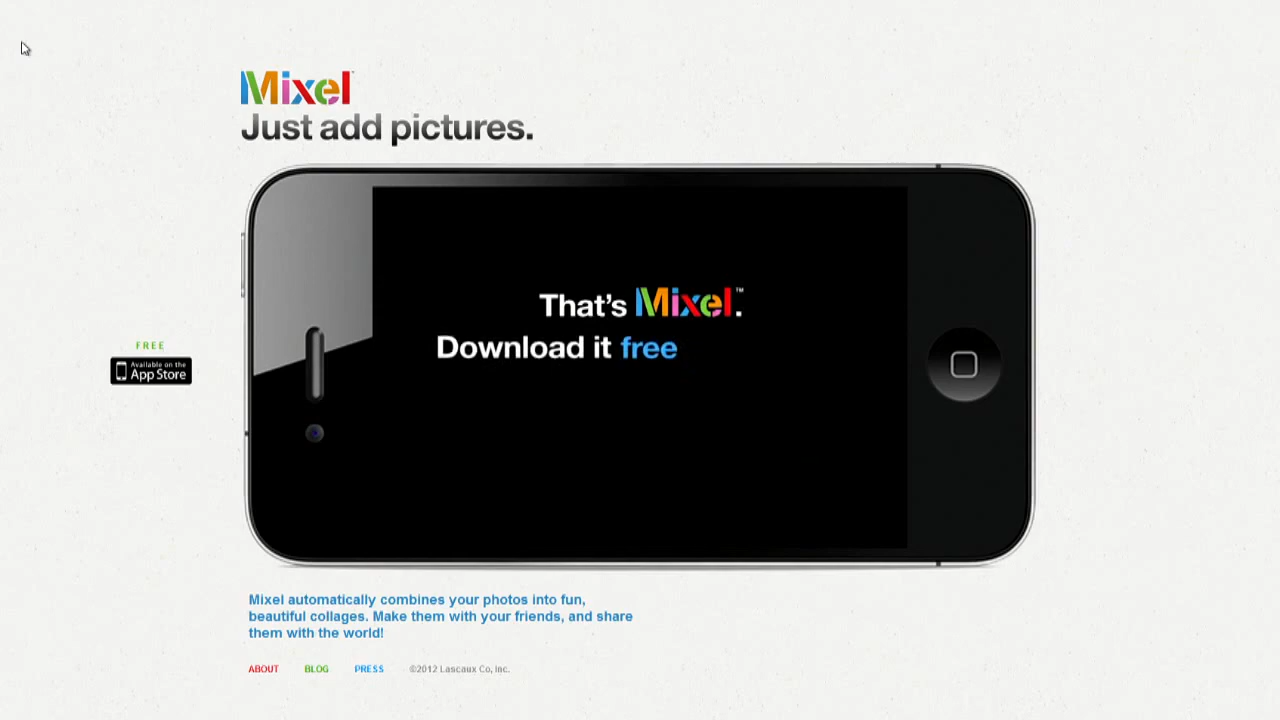 Mixel™
Just add pictures.
That's Mixel.™
Download it free
FREE
Available on the
App Store
Mixel automatically combines your photos into fun,
beautiful collages. Make them with your friends, and share
them with the world!
ABOUT BLOG PRESS ©2012 Lascaux Co, Inc.